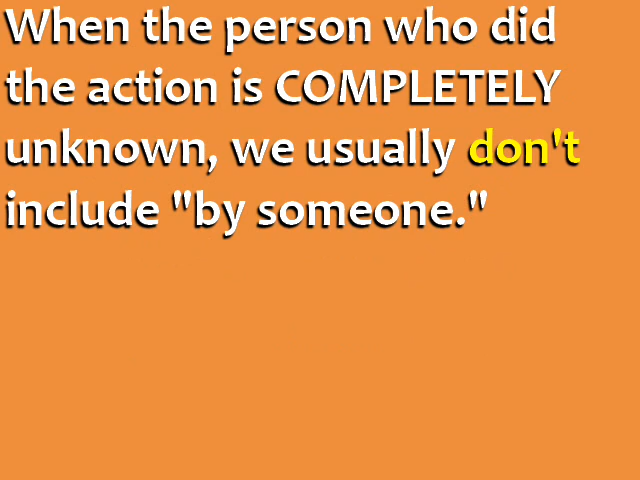 When the person who did
the action is COMPLETELY
unknown, we usually don't
include "by someone."